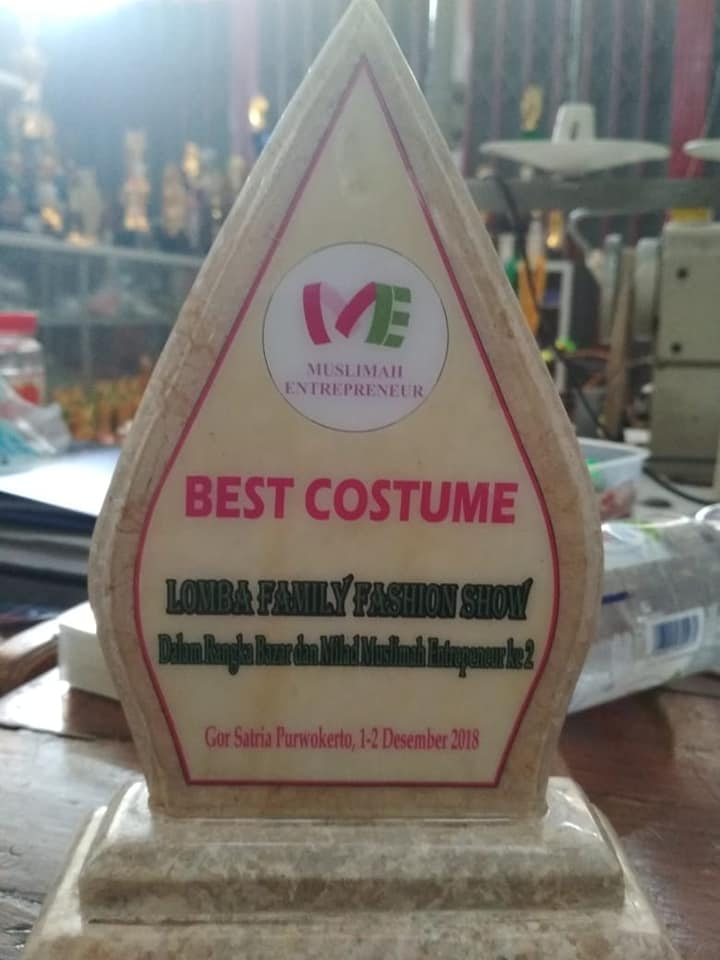 ME
MUSLIMAH
ENTREPRENEUR
BEST COSTUME
LOMBA FAMILY FASHION SHOW
Dalam Rangka Bazar dan Milad Muslimah Entrepeneur ke 2
Gor Satria Purwokerto, 1-2 Desember 2018